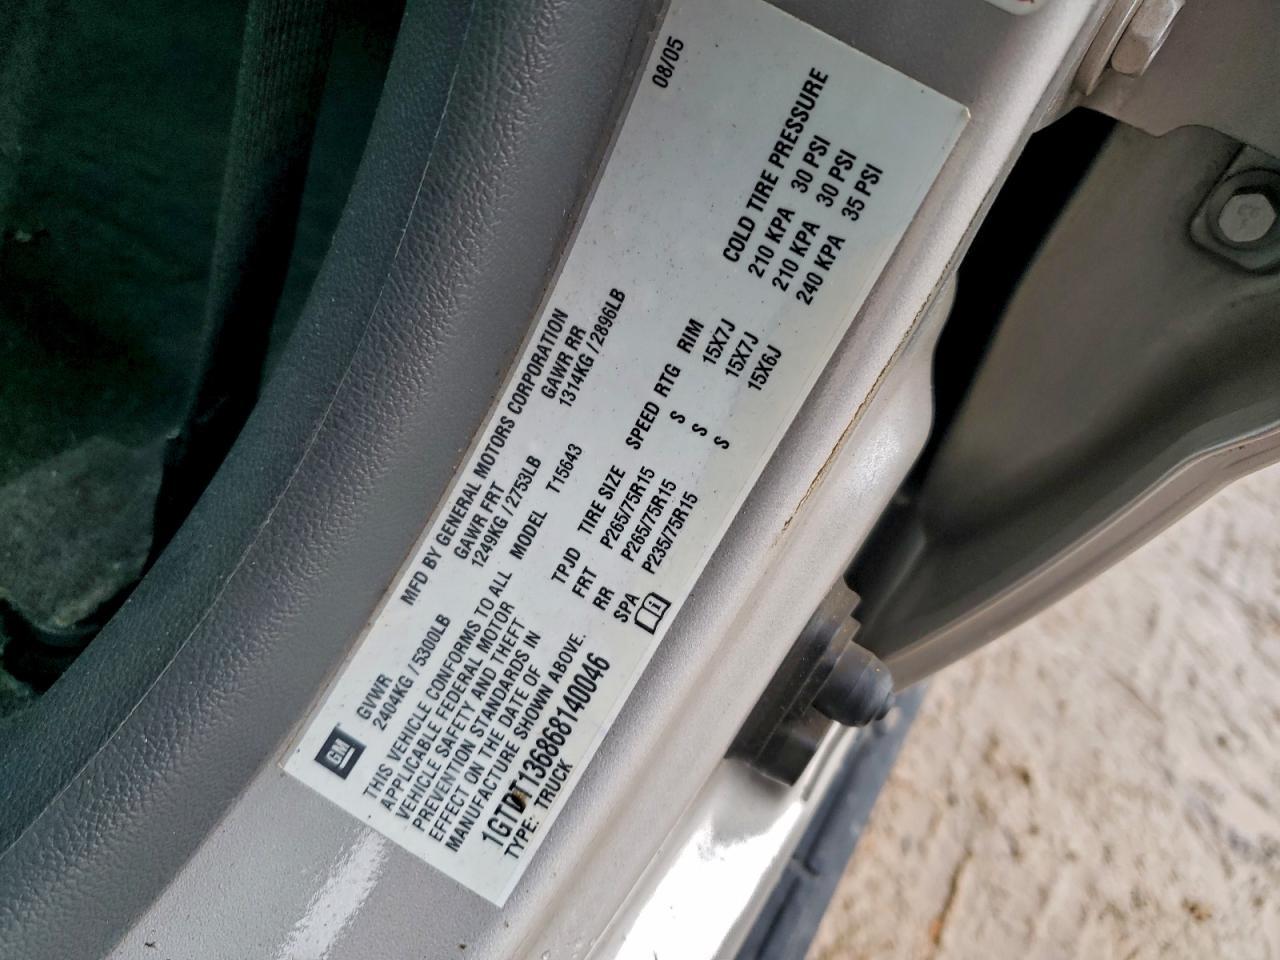 08/05
MFD BY GENERAL MOTORS CORPORATION
GM
GVWR GAWR FRT GAWR RR
2404KG / 5300LB 1249KG / 2753LB 1314KG / 2896LB
THIS VEHICLE CONFORMS TO ALL
APPLICABLE FEDERAL MOTOR
VEHICLE SAFETY AND THEFT
PREVENTION STANDARDS IN
EFFECT ON THE DATE OF
MANUFACTURE SHOWN ABOVE.
1GTDT136868140046
TYPE: TRUCK
MODEL T15643
TPJD TIRE SIZE SPEED RTG RIM COLD TIRE PRESSURE
FRT P265/75R15 S 15X7J 210 KPA 30 PSI
RR P265/75R15 S 15X7J 210 KPA 30 PSI
SPA P235/75R15 S 15X6J 240 KPA 35 PSI